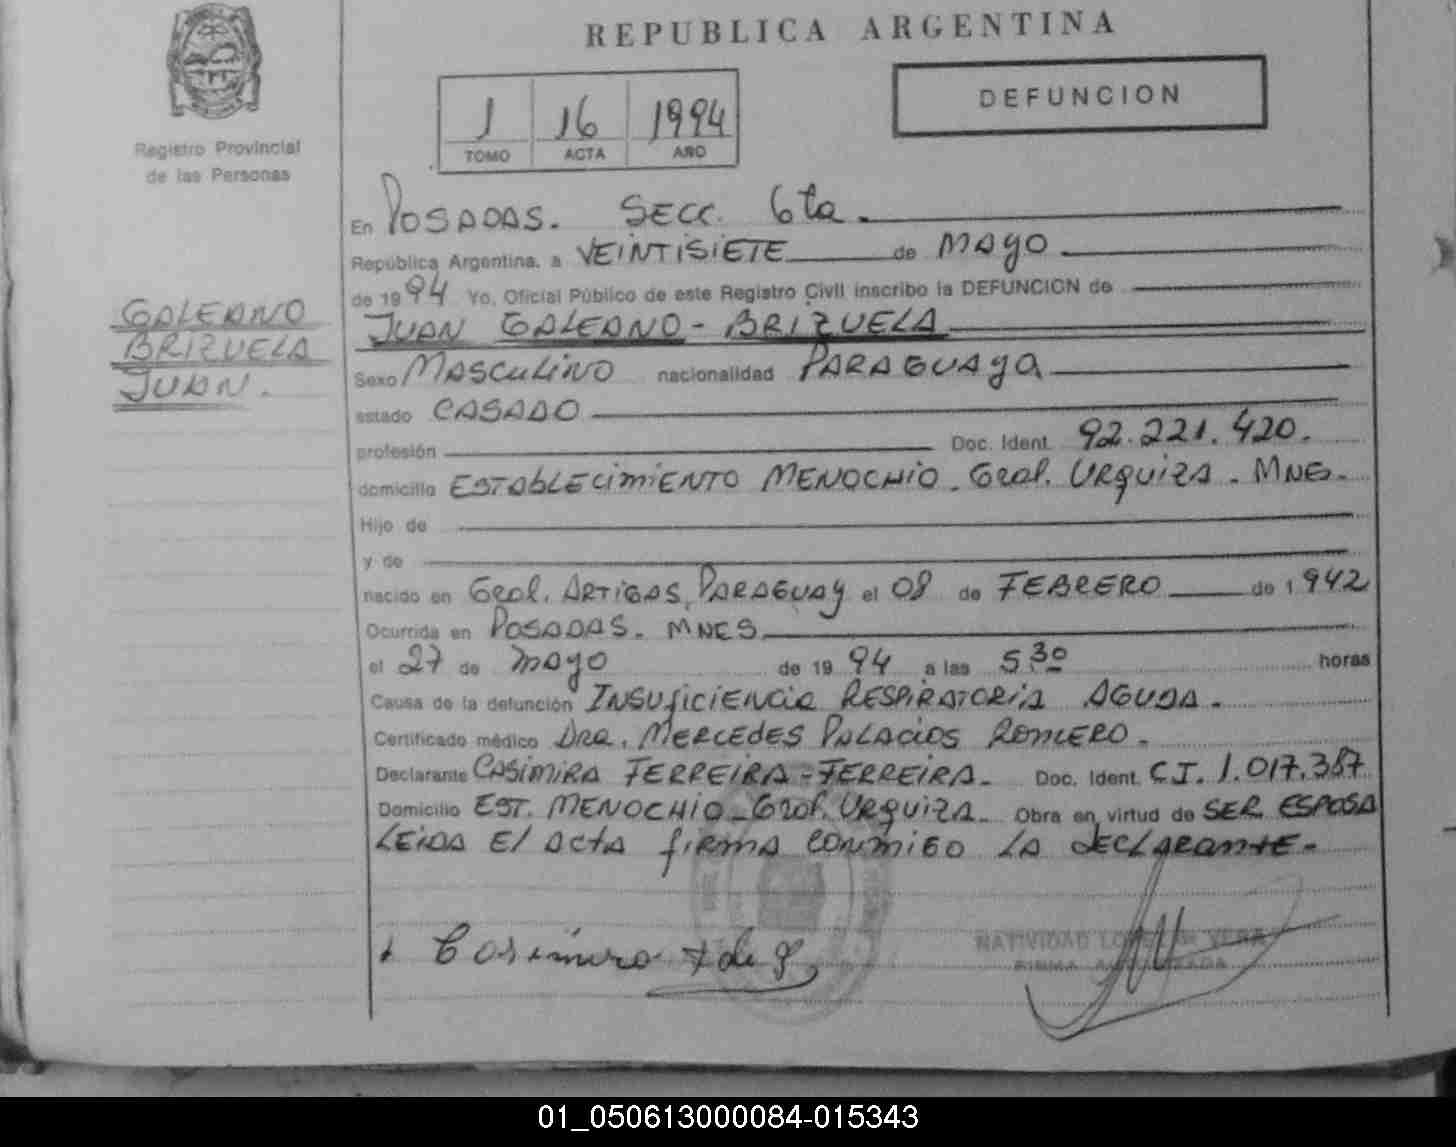 REPUBLICA ARGENTINA
1 16 1994
TOMO ACTA AÑO
DEFUNCION
Registro Provincial
de las Personas
GALEANO
BRIZUELA
JUAN.
En POSADAS. SECC. 6ta.
República Argentina, a VEINTISIETE de MAYO
de 1994 Yo, Oficial Público de este Registro Civil inscribo la DEFUNCION de
JUAN GALEANO - BRIZUELA
Sexo MASCULINO nacionalidad PARAGUAYA
estado CASADO
profesión Doc. Ident. 92.221.420.
domicilio ESTABLECIMIENTO MENOCHIO. Gral. URQUIZA. MNES.
Hijo de
y de
nacido en Gral. ARTIGAS, PARAGUAY el 08 de FEBRERO de 1942
Ocurrida en POSADAS. MNES
el 27 de MAYO de 1994 a las 5.30 horas
Causa de la defunción INSUFICIENCIA RESPIRATORIA AGUDA.
Certificado médico Dra. MERCEDES PALACIOS ROMERO.
Declarante CASIMIRA FERREIRA-FERREIRA. Doc. Ident. C.I. 1.017.387
Domicilio EST. MENOCHIO. Gral. URQUIZA. Obra en virtud de SER ESPOSA
LEIDA El ACTA FIRMA CONMIGO LA DECLARANTE.
Casimira F de G
NATIVIDAD VERA
FIRMA AUTORIZADA
01_050613000084-015343